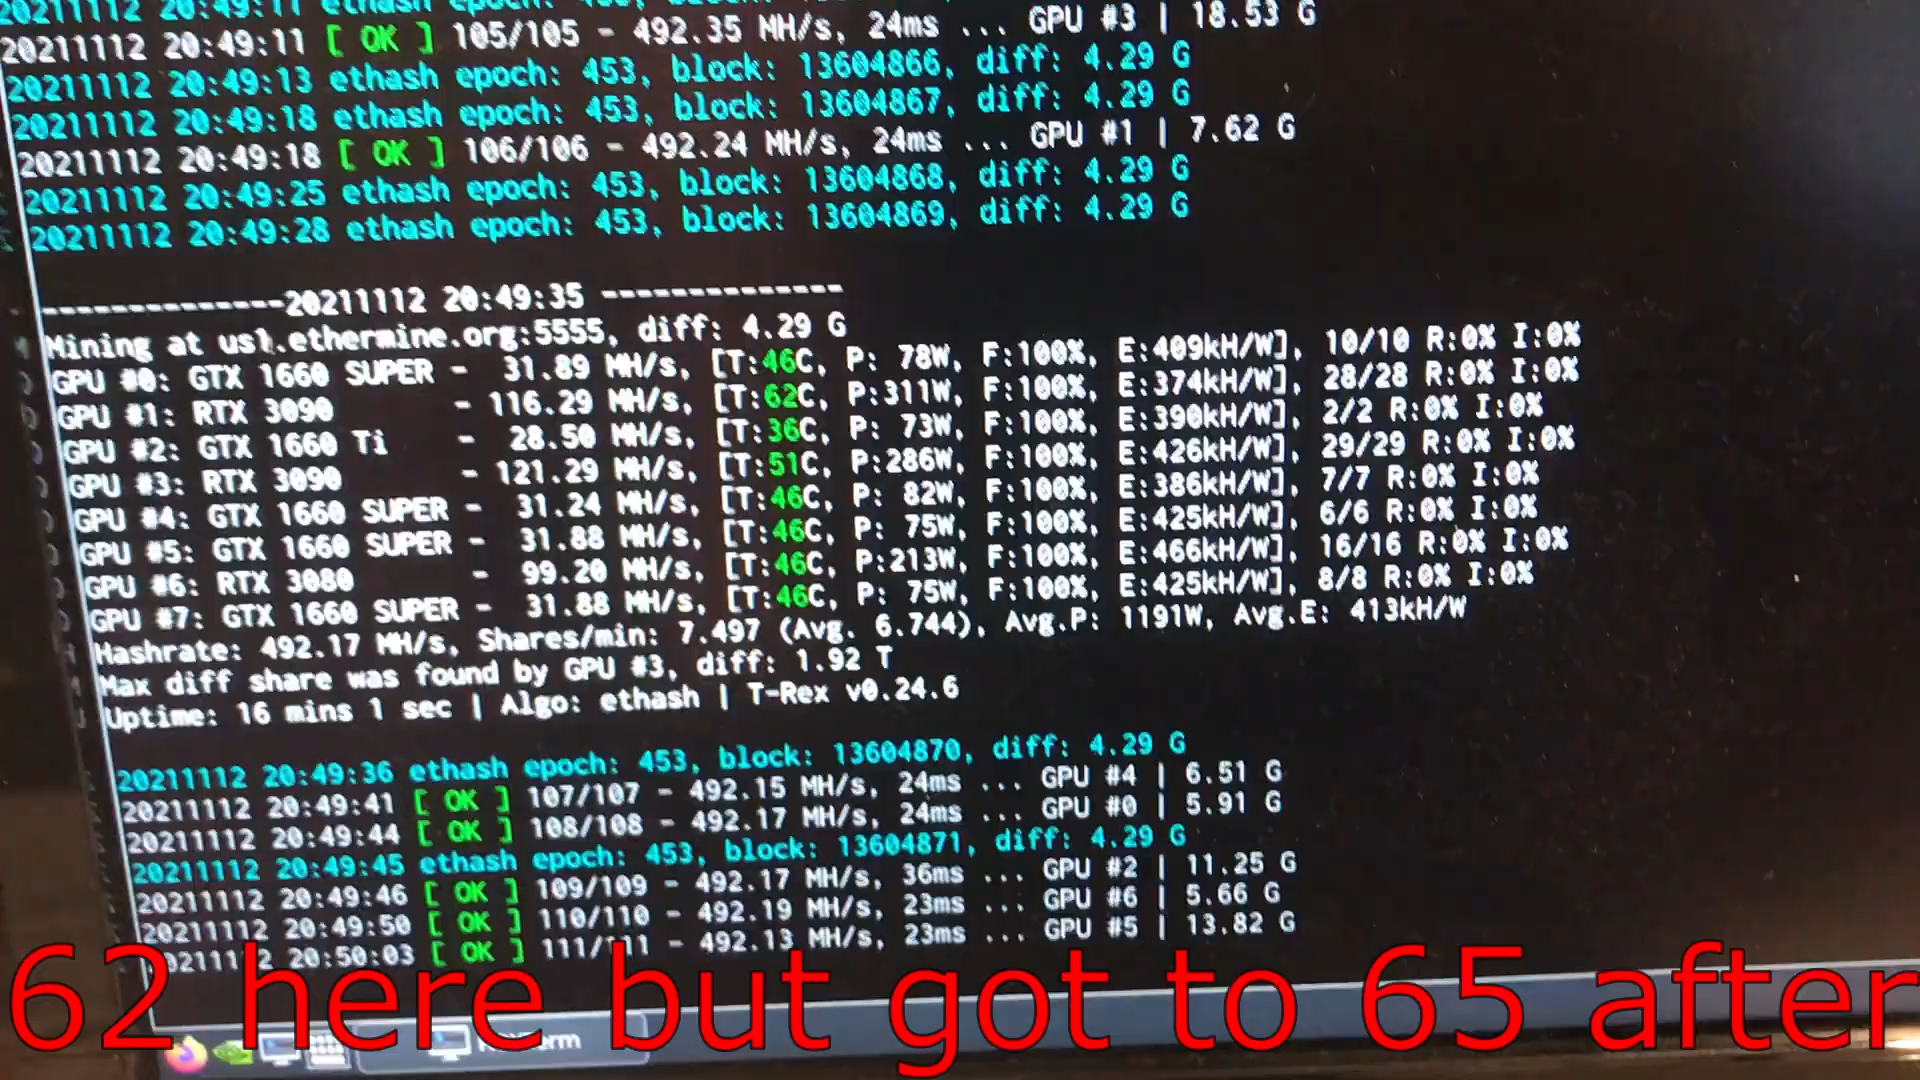 20211112 20:49:11 ethash epoch: 453,
20211112 20:49:11 [ OK ] 105/105 - 492.35 MH/s, 24ms ... GPU #3 | 18.53 G
20211112 20:49:13 ethash epoch: 453, block: 13604866, diff: 4.29 G
20211112 20:49:18 ethash epoch: 453, block: 13604867, diff: 4.29 G
20211112 20:49:18 [ OK ] 106/106 - 492.24 MH/s, 24ms ... GPU #1 | 7.62 G
20211112 20:49:25 ethash epoch: 453, block: 13604868, diff: 4.29 G
20211112 20:49:28 ethash epoch: 453, block: 13604869, diff: 4.29 G
--------------20211112 20:49:35 --------------
Mining at us1.ethermine.org:5555, diff: 4.29 G
GPU #0: GTX 1660 SUPER - 31.89 MH/s, [T:46C, P: 78W, F:100%, E:409kH/W], 10/10 R:0% I:0%
GPU #1: RTX 3090 - 116.29 MH/s, [T:62C, P:311W, F:100%, E:374kH/W], 28/28 R:0% I:0%
GPU #2: GTX 1660 Ti - 28.50 MH/s, [T:36C, P: 73W, F:100%, E:390kH/W], 2/2 R:0% I:0%
GPU #3: RTX 3090 - 121.29 MH/s, [T:51C, P:286W, F:100%, E:426kH/W], 29/29 R:0% I:0%
GPU #4: GTX 1660 SUPER - 31.24 MH/s, [T:46C, P: 82W, F:100%, E:386kH/W], 7/7 R:0% I:0%
GPU #5: GTX 1660 SUPER - 31.88 MH/s, [T:46C, P: 75W, F:100%, E:425kH/W], 6/6 R:0% I:0%
GPU #6: RTX 3080 - 99.20 MH/s, [T:46C, P:213W, F:100%, E:466kH/W], 16/16 R:0% I:0%
GPU #7: GTX 1660 SUPER - 31.88 MH/s, [T:46C, P: 75W, F:100%, E:425kH/W], 8/8 R:0% I:0%
Hashrate: 492.17 MH/s, Shares/min: 7.497 (Avg. 6.744), Avg.P: 1191W, Avg.E: 413kH/W
Max diff share was found by GPU #3, diff: 1.92 T
Uptime: 16 mins 1 sec | Algo: ethash | T-Rex v0.24.6
20211112 20:49:36 ethash epoch: 453, block: 13604870, diff: 4.29 G
20211112 20:49:41 [ OK ] 107/107 - 492.15 MH/s, 24ms ... GPU #4 | 6.51 G
20211112 20:49:44 [ OK ] 108/108 - 492.17 MH/s, 24ms ... GPU #0 | 5.91 G
20211112 20:49:45 ethash epoch: 453, block: 13604871, diff: 4.29 G
20211112 20:49:46 [ OK ] 109/109 - 492.17 MH/s, 36ms ... GPU #2 | 11.25 G
20211112 20:49:50 [ OK ] 110/110 - 492.19 MH/s, 23ms ... GPU #6 | 5.66 G
20211112 20:50:03 [ OK ] 111/111 - 492.13 MH/s, 23ms ... GPU #5 | 13.82 G
62 here but got to 65 after